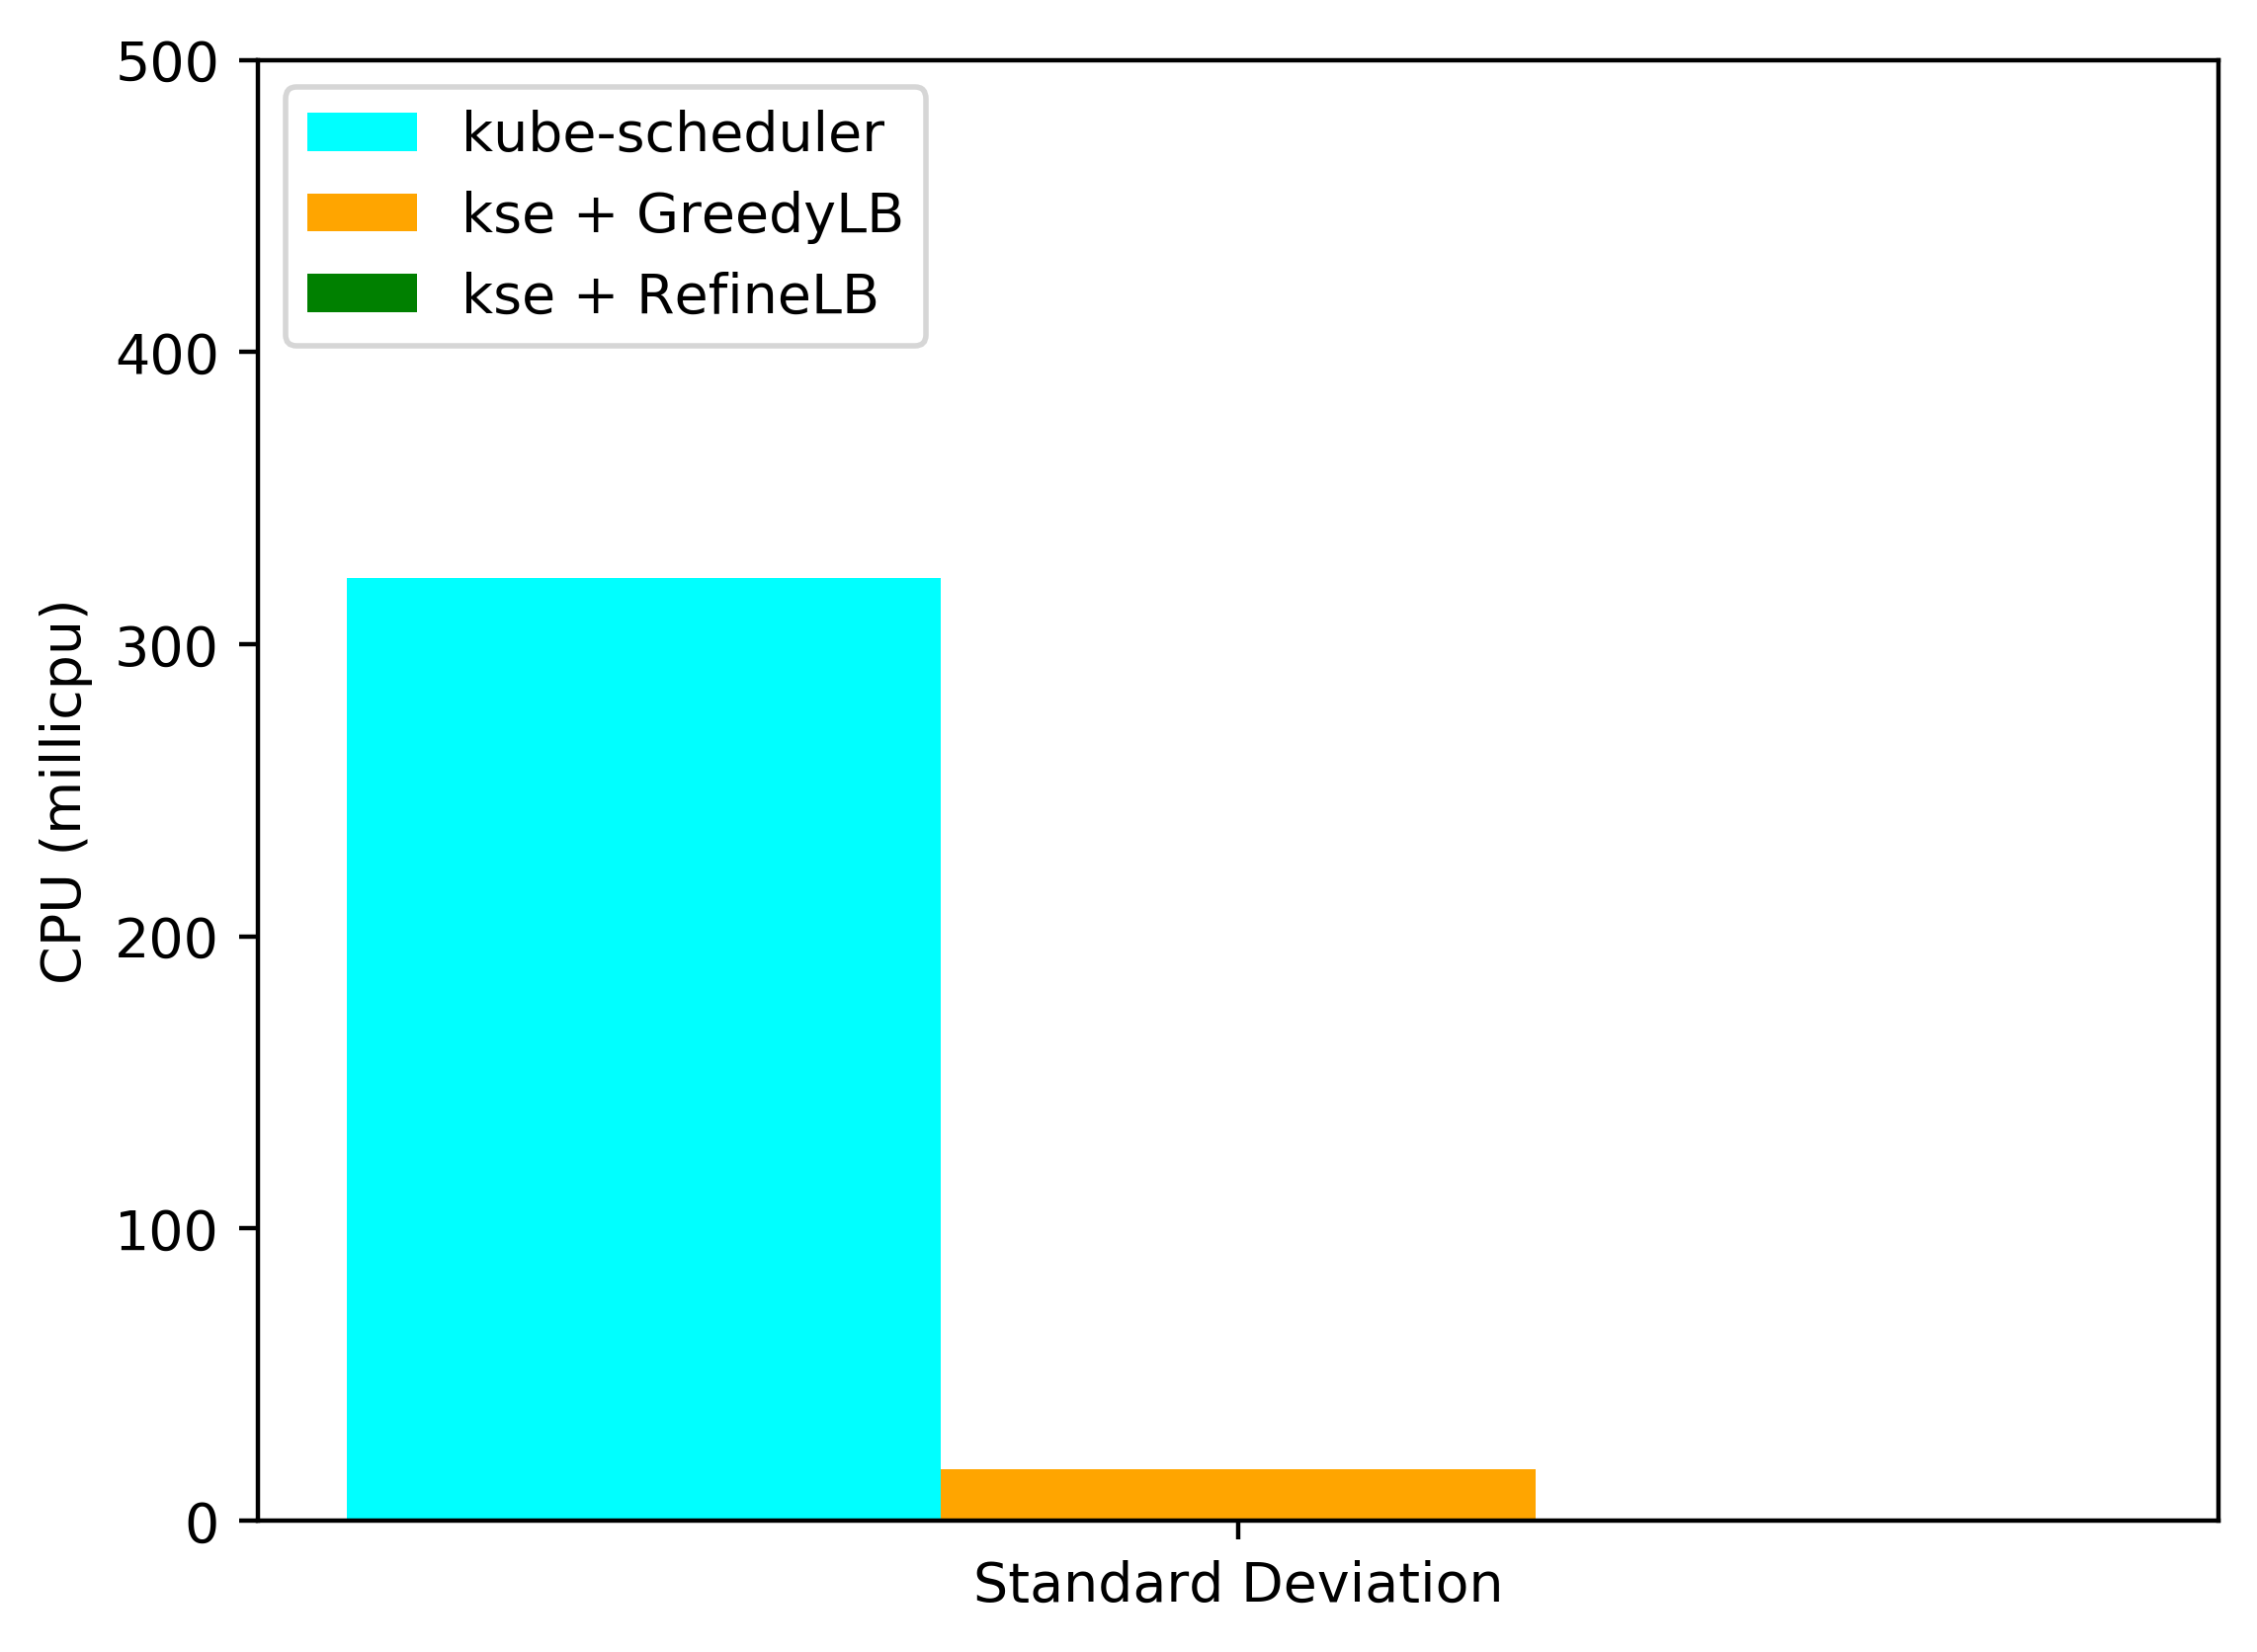 500
400
300
200
100
0
CPU (millicpu)
kube-scheduler
kse + GreedyLB
kse + RefineLB
Standard Deviation